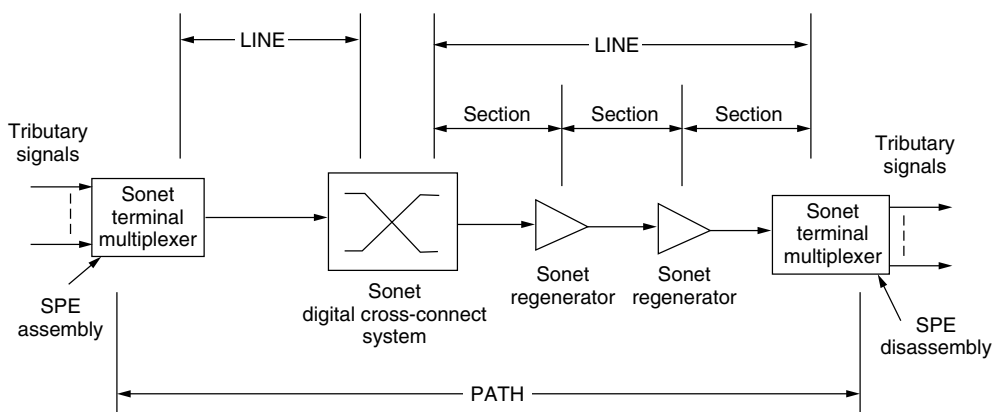 LINE
LINE
Section
Section
Section
Tributary
signals
Tributary
signals
Sonet
terminal
multiplexer
Sonet
terminal
multiplexer
Sonet
digital cross-connect
system
Sonet
regenerator
Sonet
regenerator
SPE
assembly
SPE
disassembly
PATH